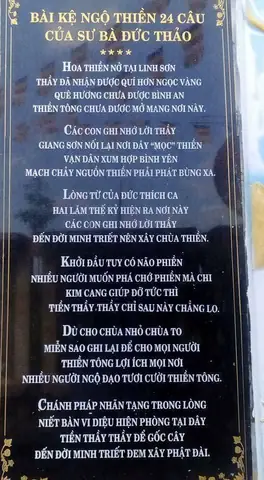 BÀI KỆ NGỘ THIỀN 24 CÂU
CỦA SƯ BÀ ĐỨC THẢO
★★★★
HOA THIỀN NỞ TẠI LINH SƠN
THẦY ĐÃ NHẬN ĐƯỢC QUÍ HƠN NGỌC VÀNG
QUÊ HƯƠNG CHƯA ĐƯỢC BÌNH AN
THIỀN TÔNG CHƯA ĐƯỢC MỞ MANG NƠI NÀY.
CÁC CON GHI NHỚ LỜI THẦY
GIANG SƠN NỐI LẠI NƠI ĐÂY "MỌC" THIỀN
VẠN DÂN XUM HỢP BÌNH YÊN
MẠCH CHẢY NGUỒN THIỀN PHẢI PHÁT BÙNG XA.
LÒNG TỪ CỦA ĐỨC THÍCH CA
HAI LĂM THẾ KỶ HIỆN RA NƠI NÀY
CÁC CON GHI NHỚ LỜI THẦY
ĐẾN ĐỜI MINH TRIẾT NÊN XÂY CHÙA THIỀN.
KHỞI ĐẦU TUY CÓ NÃO PHIỀN
NHIỀU NGƯỜI MUỐN PHÁ CHỚ PHIỀN MÀ CHI
KIM CANG GIÚP ĐỠ TỨC THÌ
TIỀN THẦY THẦY CHỈ SAU NÀY CHẲNG LO.
DÙ CHO CHÙA NHỎ CHÙA TO
MIỄN SAO GHI LẠI ĐỂ CHO MỌI NGƯỜI
THIỀN TÔNG LỢI ÍCH MỌI NƠI
NHIỀU NGƯỜI NGỘ ĐẠO TƯƠI CƯỜI THIỀN TÔNG.
CHÁNH PHÁP NHÃN TẠNG TRONG LÒNG
NIẾT BÀN VI DIỆU HIỆN PHÒNG TẠI ĐÂY
TIỀN THẦY THẦY ĐỂ GỐC CÂY
ĐẾN ĐỜI MINH TRIẾT ĐEM XÂY PHẬT ĐÀI.